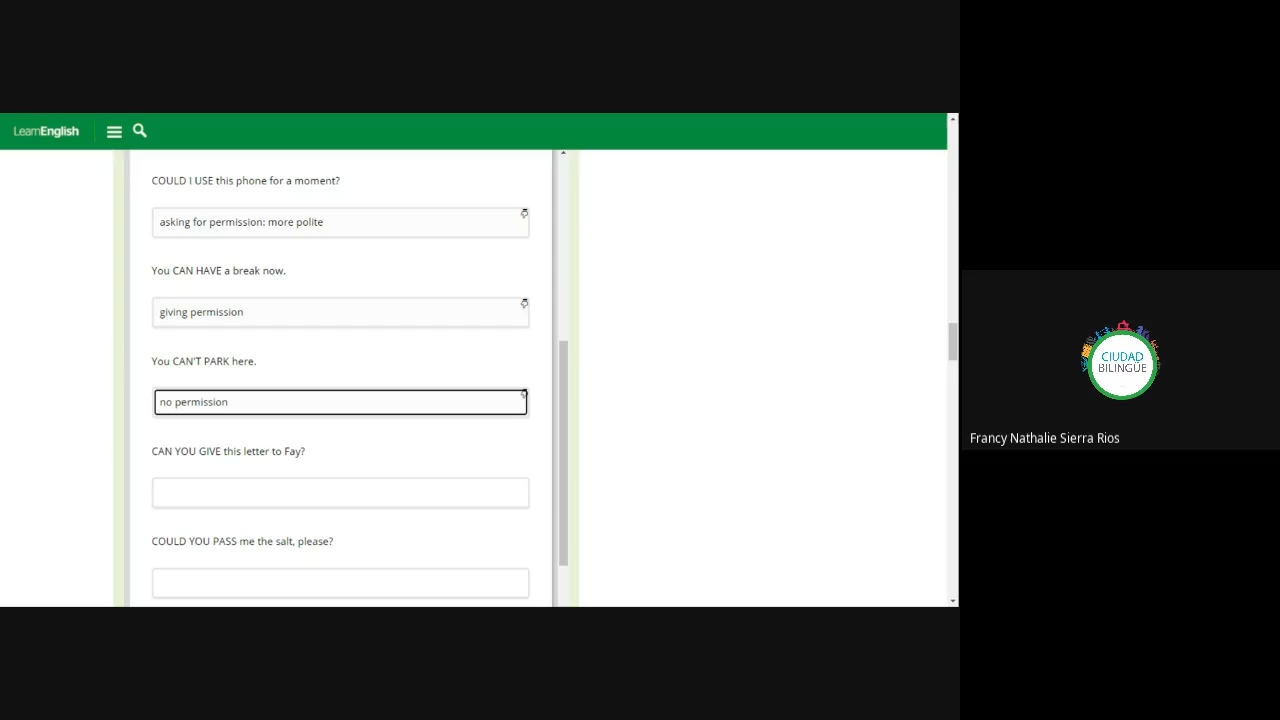 LearnEnglish
COULD I USE this phone for a moment?
asking for permission: more polite
You CAN HAVE a break now.
giving permission
You CAN'T PARK here.
no permission
CAN YOU GIVE this letter to Fay?
COULD YOU PASS me the salt, please?
CIUDAD
BILINGÜE
Francy Nathalie Sierra Rios